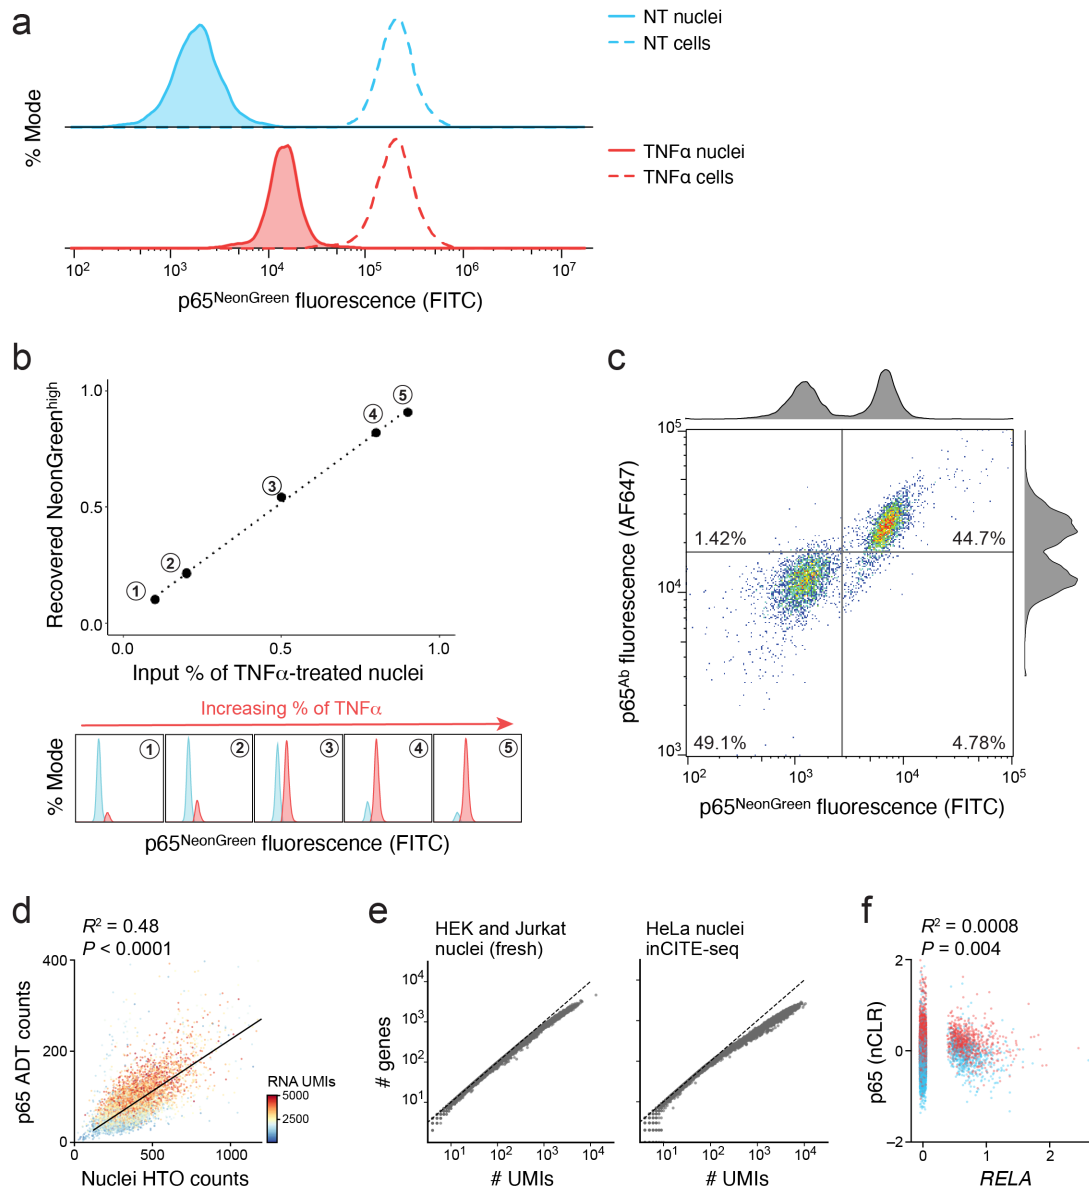 a
NT nuclei
NT cells
TNFα nuclei
TNFα cells
% Mode
10² 10³ 10⁴ 10⁵ 10⁶ 10⁷
p65ᴺᵉᵒⁿᴳʳᵉᵉⁿ fluorescence (FITC)
b
Recovered NeonGreenʰⁱᵍʰ
1.0
0.5
0.0
1
2
3
4
5
0.0 0.5 1.0
Input % of TNFα-treated nuclei
Increasing % of TNFα
% Mode
1 2 3 4 5
p65ᴺᵉᵒⁿᴳʳᵉᵉⁿ fluorescence (FITC)
c
p65ᴬᵇ fluorescence (AF647)
10⁵
10⁴
10³
1.42% 44.7%
49.1% 4.78%
10² 10³ 10⁴ 10⁵
p65ᴺᵉᵒⁿᴳʳᵉᵉⁿ fluorescence (FITC)
d
R² = 0.48
P < 0.0001
p65 ADT counts
400
200
0
RNA UMIs
5000
2500
0 500 1000
Nuclei HTO counts
e
HEK and Jurkat
nuclei (fresh)
HeLa nuclei
inCITE-seq
# genes
10⁴
10³
10²
10¹
10¹ 10² 10³ 10⁴
# UMIs
10¹ 10² 10³ 10⁴
# UMIs
f
R² = 0.0008
P = 0.004
p65 (nCLR)
2
0
−2
0 1 2
RELA